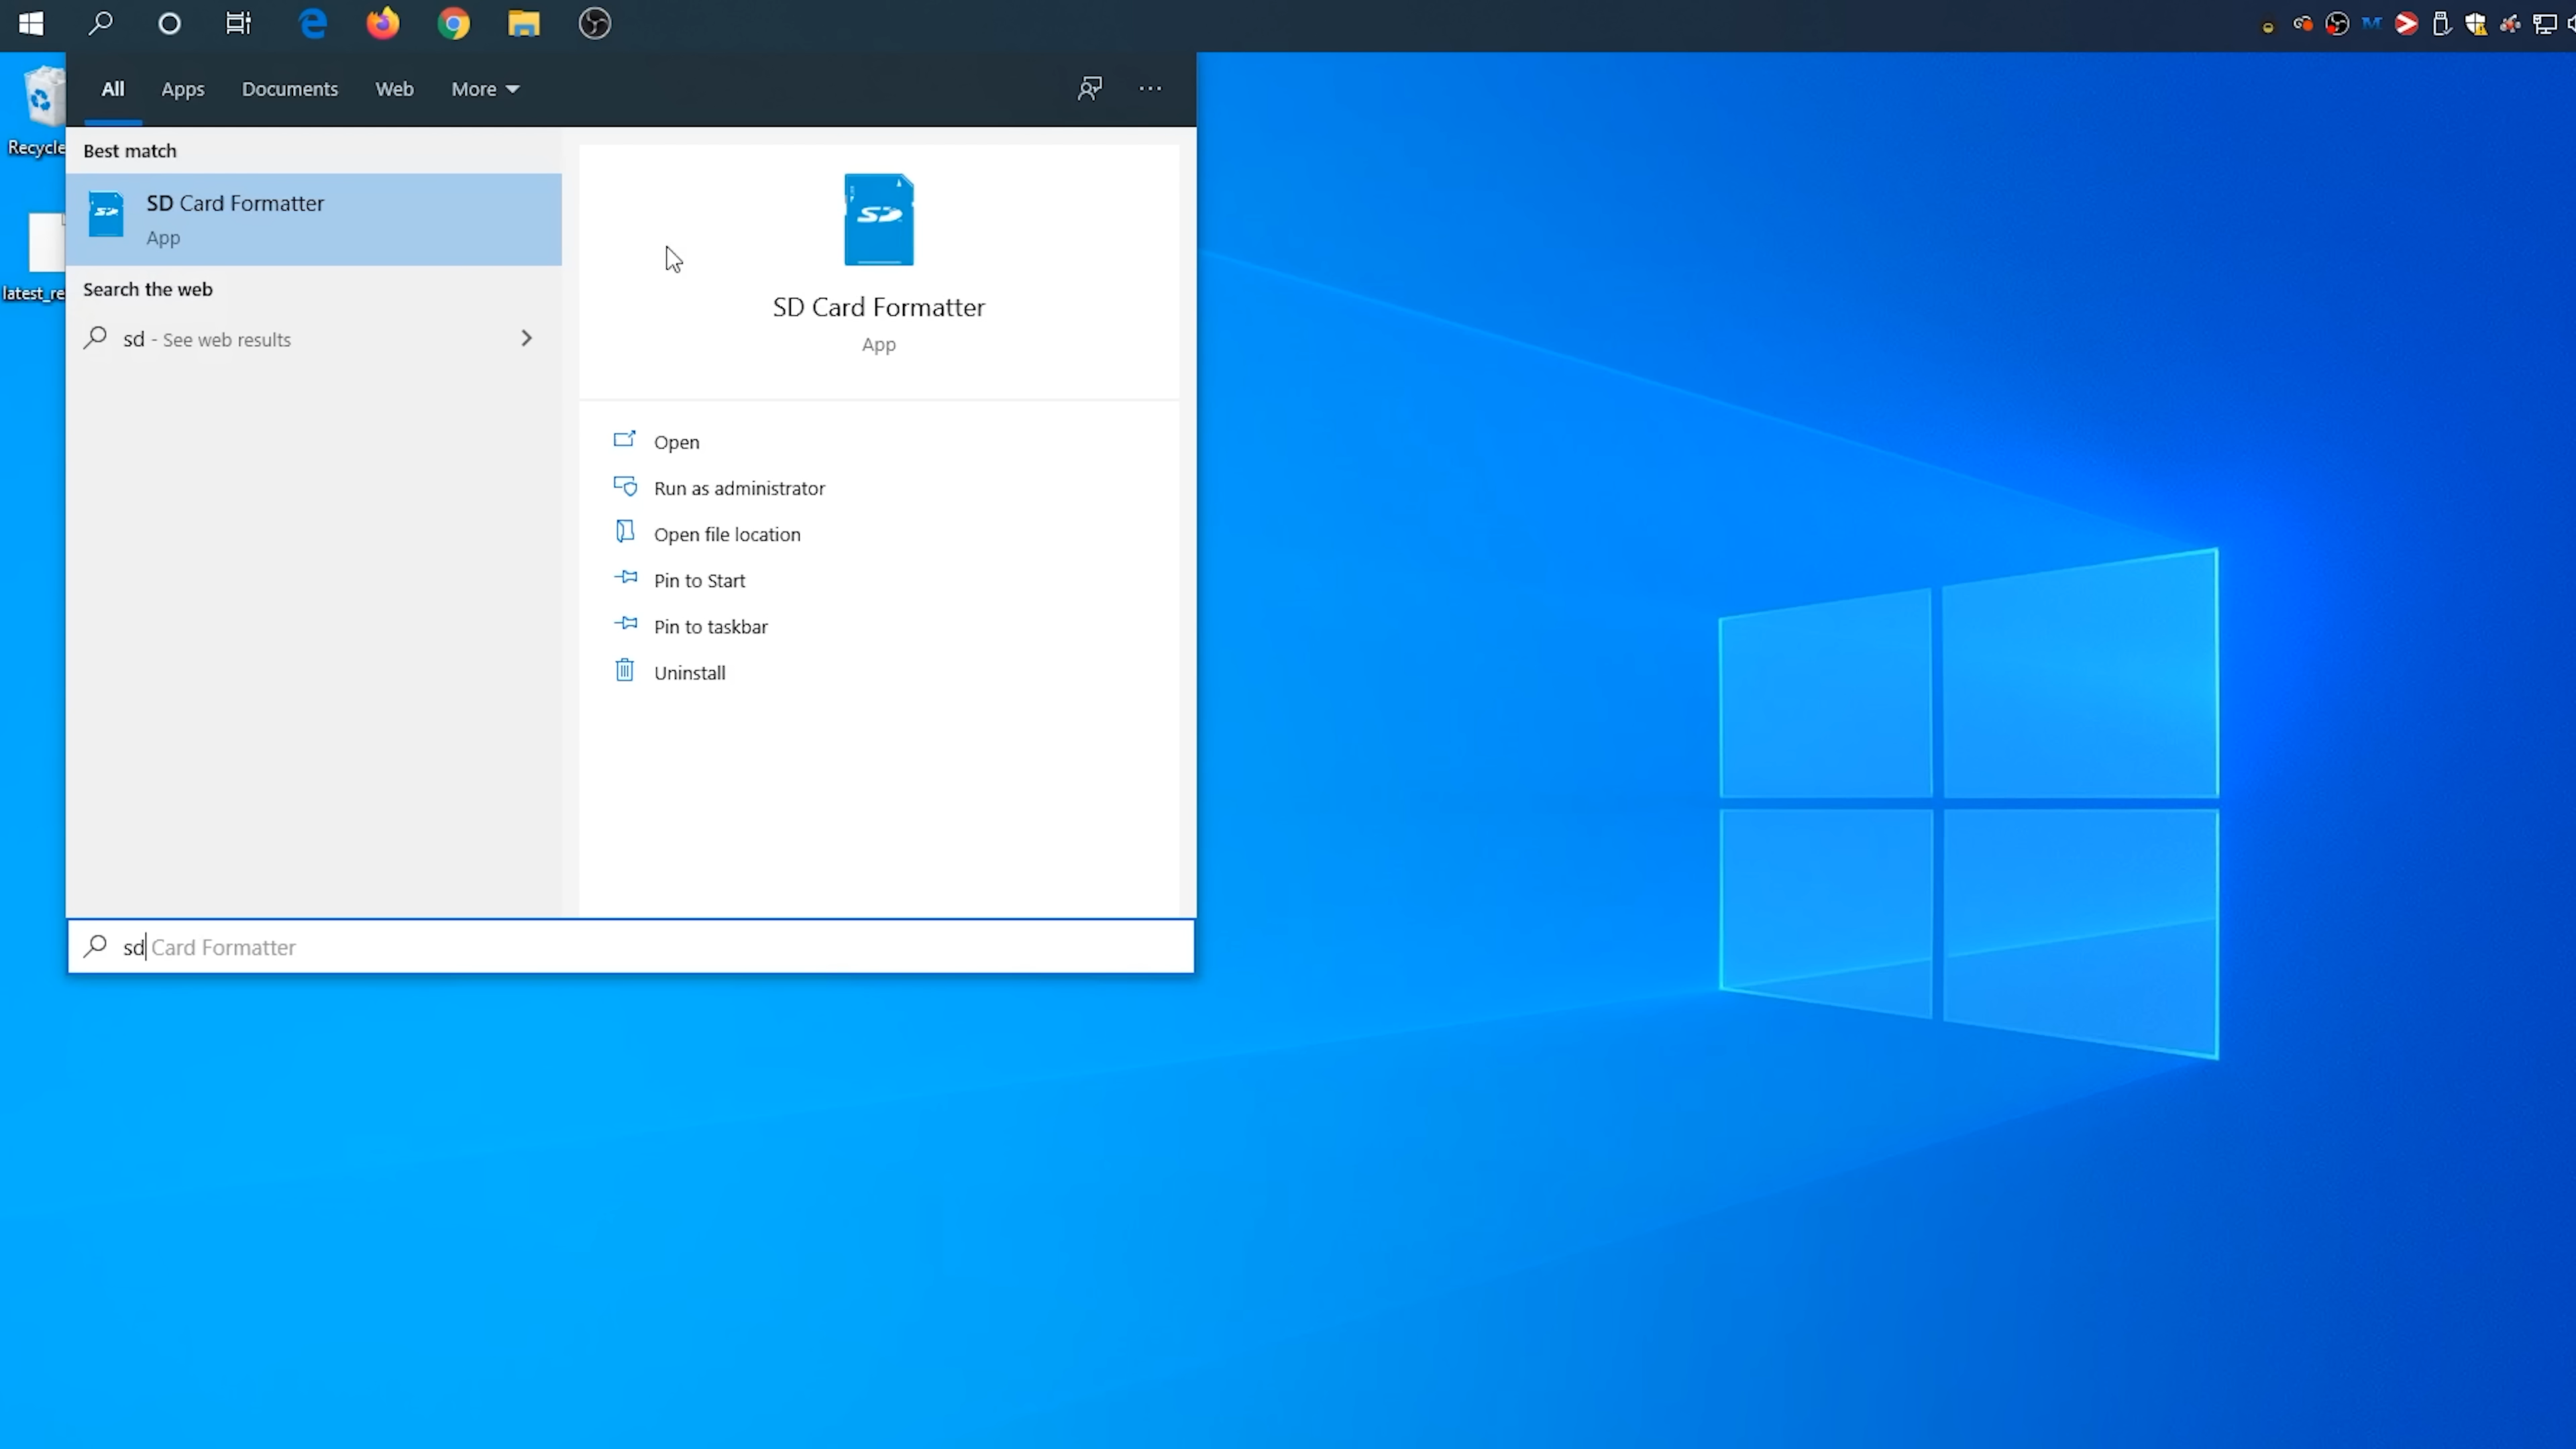 All Apps Documents Web More
Recycle
latest_re
Best match
SD Card Formatter
App
Search the web
sd - See web results
SD
SD Card Formatter
App
Open
Run as administrator
Open file location
Pin to Start
Pin to taskbar
Uninstall
sd Card Formatter